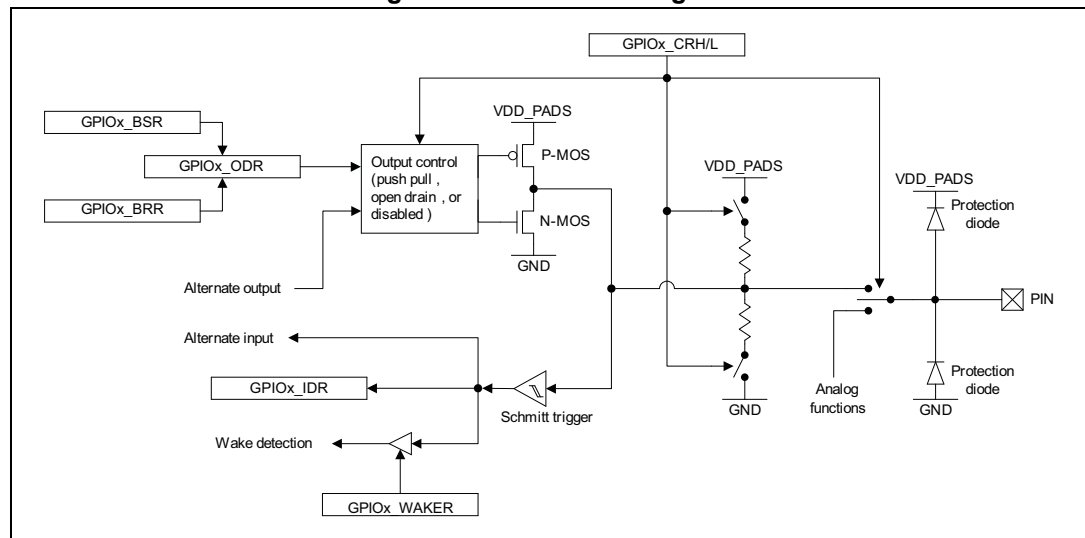 GPIOx_CRH/L
VDD_PADS
GPIOx_BSR
P-MOS
GPIOx_ODR
Output control
(push pull ,
open drain , or
disabled )
VDD_PADS
VDD_PADS
GPIOx_BRR
N-MOS
Protection
diode
GND
Alternate output
PIN
Alternate input
GPIOx_IDR
Schmitt trigger
Analog
functions
Protection
diode
GND
GND
Wake detection
GPIOx_WAKER